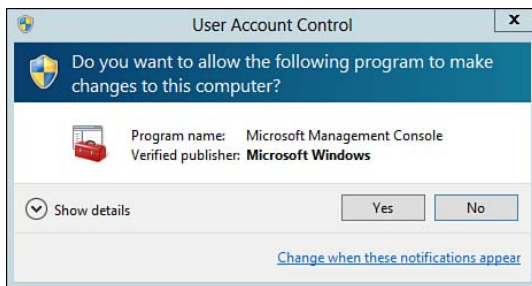 User Account Control
x
Do you want to allow the following program to make
changes to this computer?
Program name: Microsoft Management Console
Verified publisher: Microsoft Windows
Show details
Yes No
Change when these notifications appear